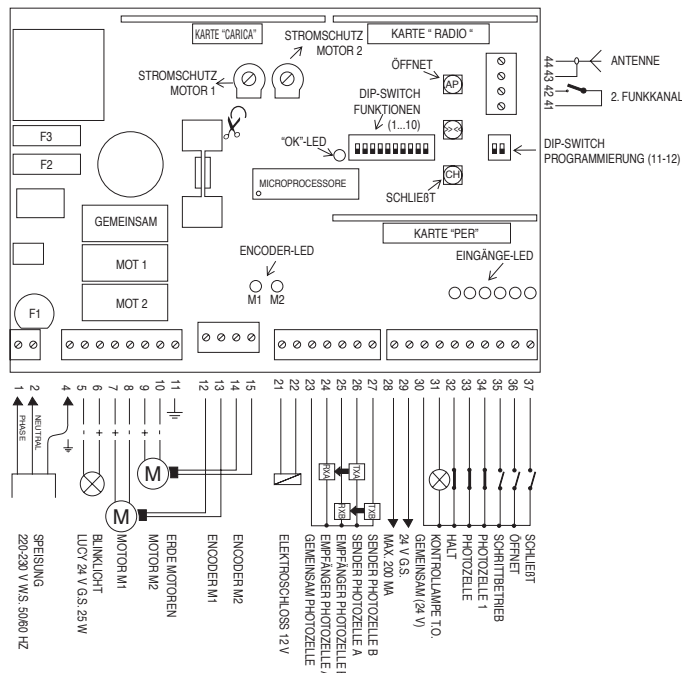 KARTE "CARICA"
STROMSCHUTZ
MOTOR 2
KARTE " RADIO "
STROMSCHUTZ
MOTOR 1
ÖFFNET
AP
44
43
42
41
ANTENNE
2. FUNKKANAL
DIP-SWITCH
FUNKTIONEN
(1...10)
>><<
"OK"-LED
DIP-SWITCH
PROGRAMMIERUNG (11-12)
F3
F2
MICROPROCESSORE
SCHLIEßT
CH
GEMEINSAM
KARTE "PER"
MOT 1
ENCODER-LED
EINGÄNGE-LED
MOT 2
M1 M2
F1
1 2 4 5 6 7 8 9 10 11 12 13 14 15 21 22 23 24 25 26 27 28 29 30 31 32 33 34 35 36 37
PHASE
NEUTRAL
- + + - + -
M
M
RXA
TXA
RXB
TXB
SPEISUNG
220-230 V W.S. 50/60 HZ
BLINKLICHT
LUCY 24 V G.S. 25 W
MOTOR M1
MOTOR M2
ERDE MOTOREN
ENCODER M1
ENCODER M2
ELEKTROSCHLOSS 12 V
GEMEINSAM PHOTOZELLE
EMPFÄNGER PHOTOZELLE A
EMPFÄNGER PHOTOZELLE B
SENDER PHOTOZELLE A
SENDER PHOTOZELLE B
MAX. 200 MA
24 V G.S.
GEMEINSAM (24 V)
KONTROLLAMPE T.O.
HALT
PHOTOZELLE
PHOTOZELLE 1
SCHRITTBETRIEB
ÖFFNET
SCHLIEßT